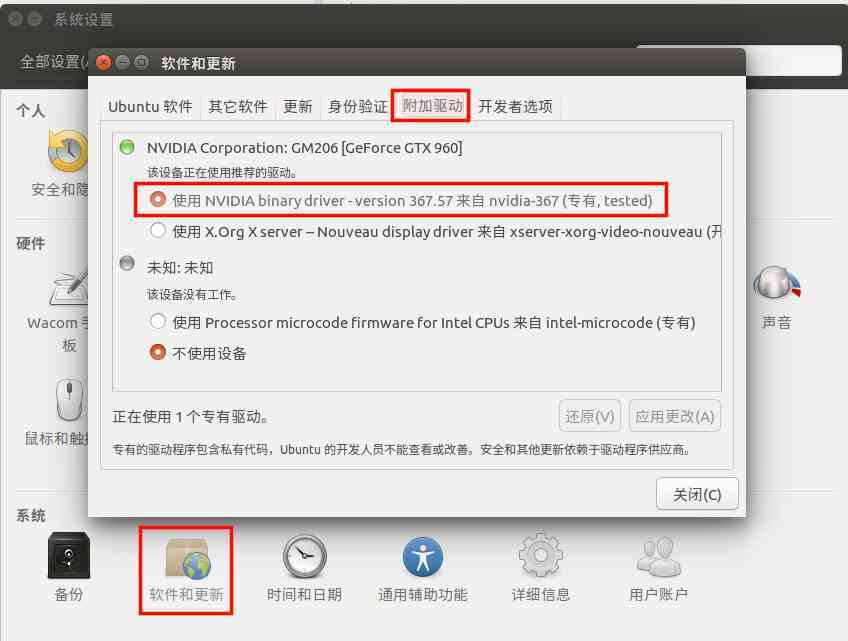 系统设置
全部设置(
软件和更新
Ubuntu 软件 其它软件 更新 身份验证 附加驱动 开发者选项
个人
NVIDIA Corporation: GM206 [GeForce GTX 960]
该设备正在使用推荐的驱动。
安全和隐
使用 NVIDIA binary driver - version 367.57 来自 nvidia-367 (专有, tested)
使用 X.Org X server – Nouveau display driver 来自 xserver-xorg-video-nouveau (开
硬件
未知: 未知
该设备没有工作。
Wacom 手
板
使用 Processor microcode firmware for Intel CPUs 来自 intel-microcode (专有)
声音
不使用设备
正在使用 1 个专有驱动。
还原(V) 应用更改(A)
鼠标和触
专有的驱动程序包含私有代码，Ubuntu 的开发人员不能查看或改善。安全和其他更新依赖于驱动程序供应商。
关闭(C)
系统
备份 软件和更新 时间和日期 通用辅助功能 详细信息 用户账户